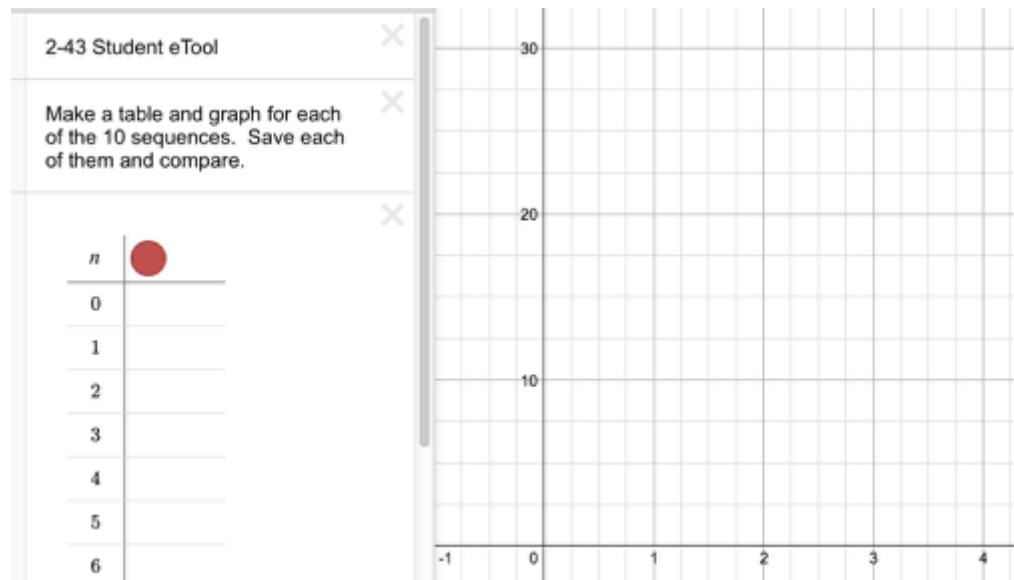 2-43 Student eTool
Make a table and graph for each
of the 10 sequences. Save each
of them and compare.
n
0
1
2
3
4
5
6
30
20
10
-1 0 1 2 3 4